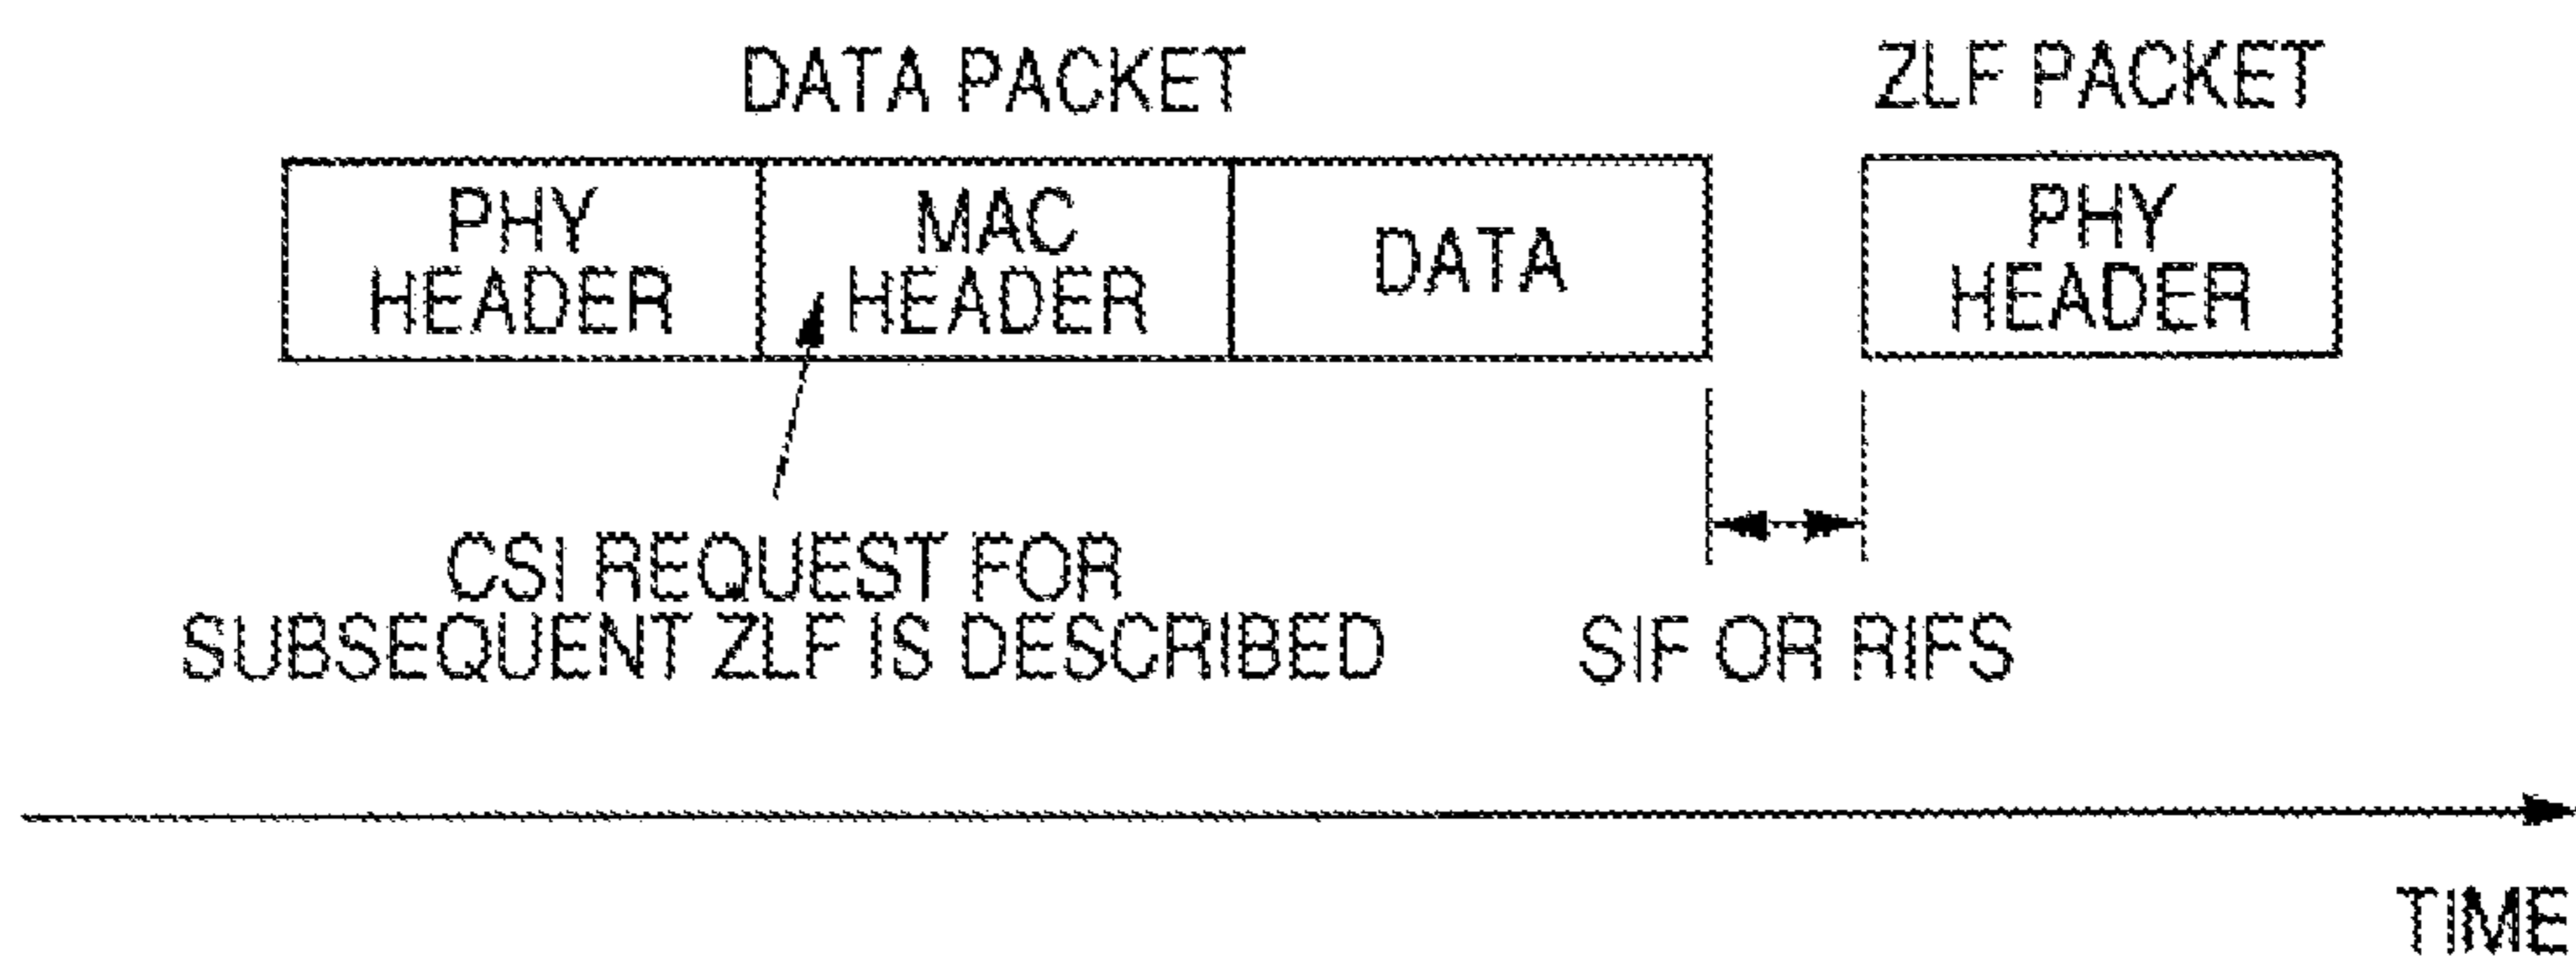 DATA PACKET
ZLF PACKET
PHY
HEADER
MAC
HEADER
DATA
PHY
HEADER
CSI REQUEST FOR
SUBSEQUENT ZLF IS DESCRIBED
SIF OR RIFS
TIME